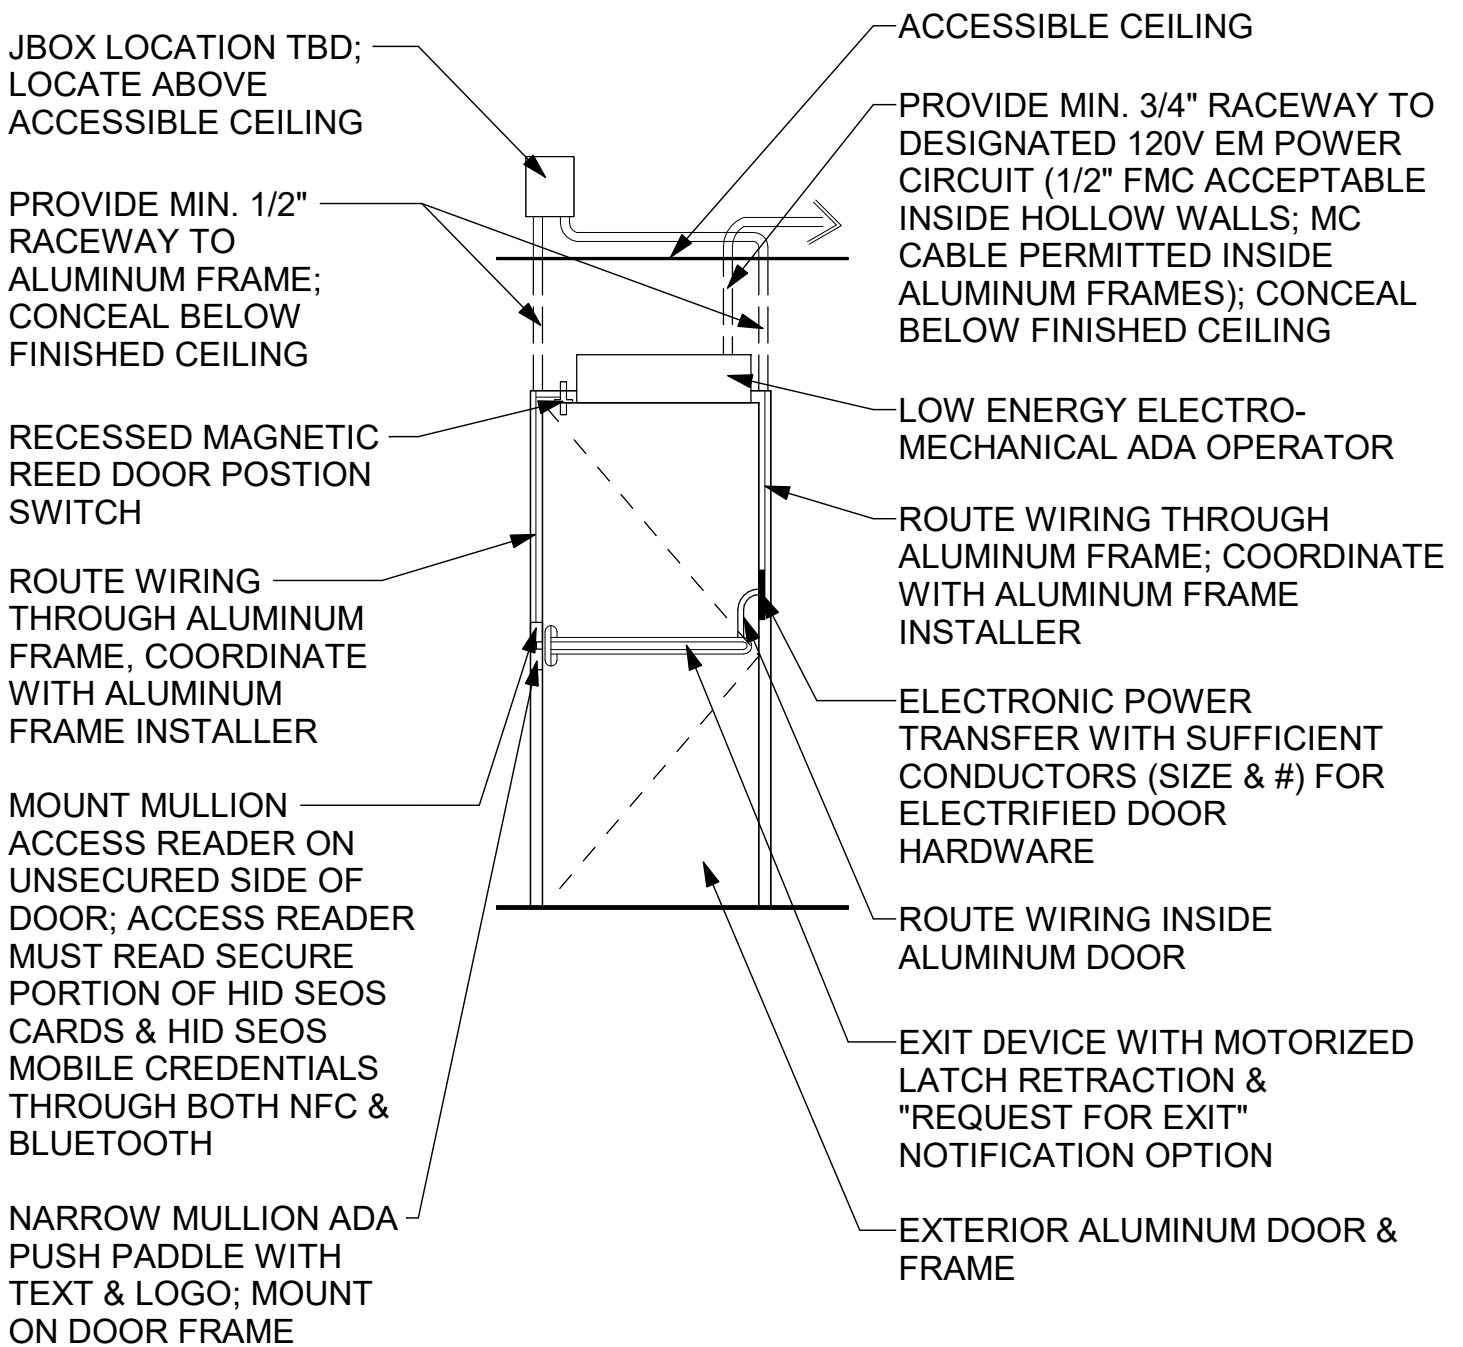 JBOX LOCATION TBD;
LOCATE ABOVE
ACCESSIBLE CEILING
PROVIDE MIN. 1/2"
RACEWAY TO
ALUMINUM FRAME;
CONCEAL BELOW
FINISHED CEILING
RECESSED MAGNETIC
REED DOOR POSTION
SWITCH
ROUTE WIRING
THROUGH ALUMINUM
FRAME, COORDINATE
WITH ALUMINUM
FRAME INSTALLER
MOUNT MULLION
ACCESS READER ON
UNSECURED SIDE OF
DOOR; ACCESS READER
MUST READ SECURE
PORTION OF HID SEOS
CARDS & HID SEOS
MOBILE CREDENTIALS
THROUGH BOTH NFC &
BLUETOOTH
NARROW MULLION ADA
PUSH PADDLE WITH
TEXT & LOGO; MOUNT
ON DOOR FRAME
ACCESSIBLE CEILING
PROVIDE MIN. 3/4" RACEWAY TO
DESIGNATED 120V EM POWER
CIRCUIT (1/2" FMC ACCEPTABLE
INSIDE HOLLOW WALLS; MC
CABLE PERMITTED INSIDE
ALUMINUM FRAMES); CONCEAL
BELOW FINISHED CEILING
LOW ENERGY ELECTRO-
MECHANICAL ADA OPERATOR
ROUTE WIRING THROUGH
ALUMINUM FRAME; COORDINATE
WITH ALUMINUM FRAME
INSTALLER
ELECTRONIC POWER
TRANSFER WITH SUFFICIENT
CONDUCTORS (SIZE & #) FOR
ELECTRIFIED DOOR
HARDWARE
ROUTE WIRING INSIDE
ALUMINUM DOOR
EXIT DEVICE WITH MOTORIZED
LATCH RETRACTION &
"REQUEST FOR EXIT"
NOTIFICATION OPTION
EXTERIOR ALUMINUM DOOR &
FRAME